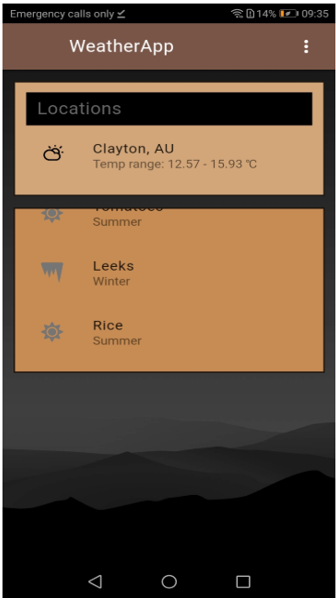 Emergency calls only 14% 09:35
WeatherApp
Locations
Clayton, AU
Temp range: 12.57 - 15.93 °C
Tomatoes
Summer
Leeks
Winter
Rice
Summer